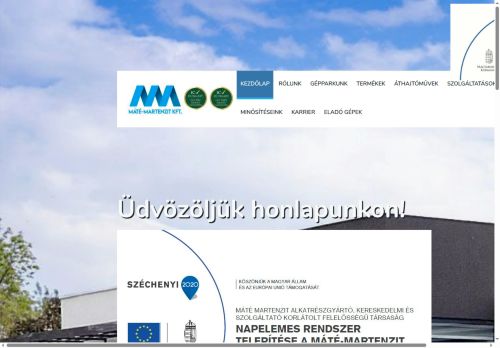 MÁTÉ-MARTENZIT KFT.
KEZDŐLAP RÓLUNK GÉPPARKUNK TERMÉKEK ÁTHAJTÓMŰVEK SZOLGÁLTATÁSOK
MINŐSÍTÉSEINK KARRIER ELADÓ GÉPEK
Üdvözöljük honlapunkon!
SZÉCHENYI 2020
KÖSZÖNJÜK A MAGYAR ÁLLAM
ÉS AZ EURÓPAI UNIÓ TÁMOGATÁSÁT!
MÁTÉ MARTENZIT ALKATRÉSZGYÁRTÓ, KERESKEDELMI ÉS
SZOLGÁLTATÓ KORLÁTOLT FELELŐSSÉGŰ TÁRSASÁG
NAPELEMES RENDSZER
TELEPÍTÉSE A MÁTÉ-MARTENZIT